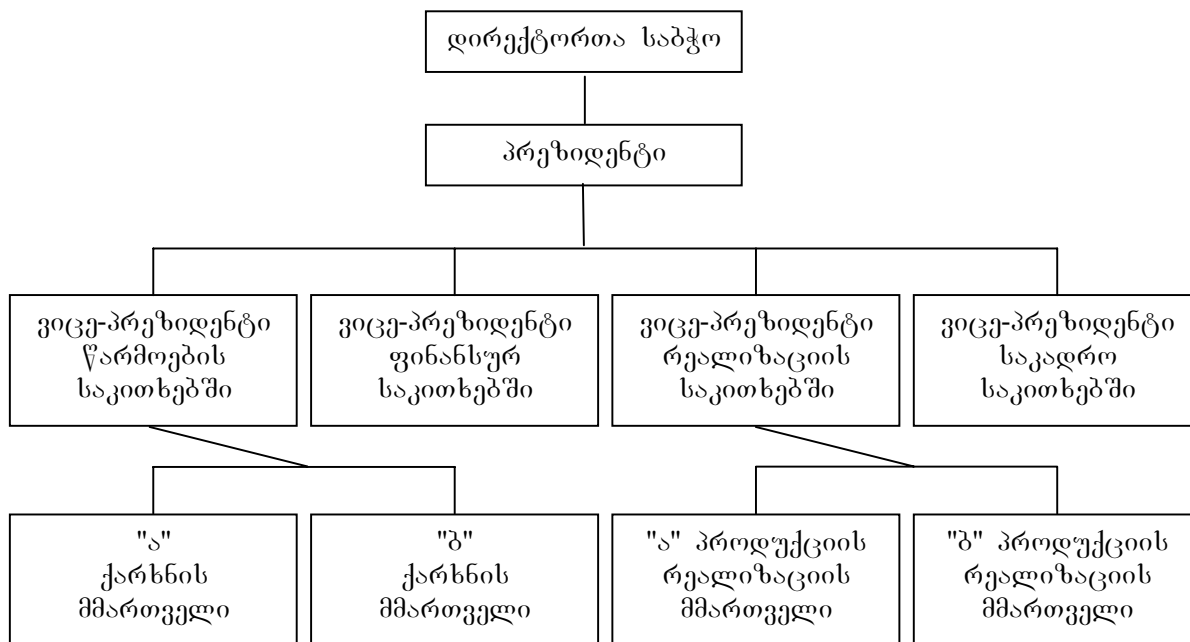 დირექტორთა საბჭო
პრეზიდენტი
ვიცე-პრეზიდენტი
წარმოების
საკითხებში
ვიცე-პრეზიდენტი
ფინანსურ
საკითხებში
ვიცე-პრეზიდენტი
რეალიზაციის
საკითხებში
ვიცე-პრეზიდენტი
საკადრო
საკითხებში
"ა"
ქარხნის
მმართველი
"ბ"
ქარხნის
მმართველი
"ა" პროდუქციის
რეალიზაციის
მმართველი
"ბ" პროდუქციის
რეალიზაციის
მმართველი